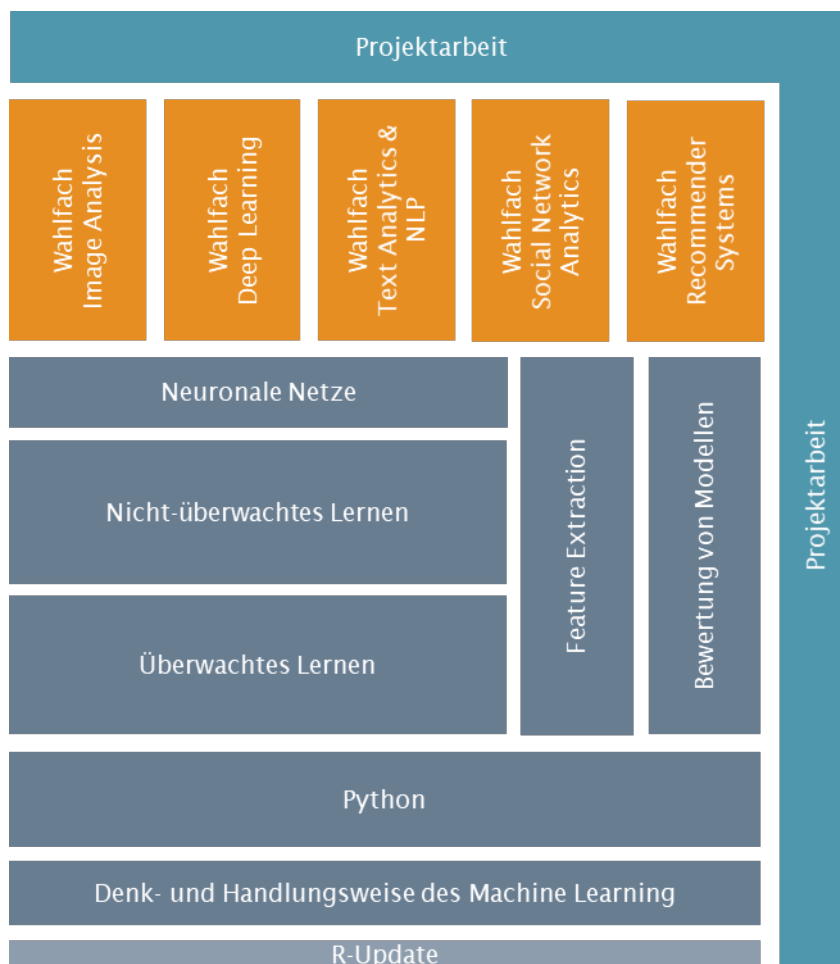 Projektarbeit
Wahlfach
Image Analysis
Wahlfach
Deep Learning
Wahlfach
Text Analytics &
NLP
Wahlfach
Social Network
Analytics
Wahlfach
Recommender
Systems
Neuronale Netze
Nicht-überwachtes Lernen
Überwachtes Lernen
Feature Extraction
Bewertung von Modellen
Projektarbeit
Python
Denk- und Handlungsweise des Machine Learning
R-Update